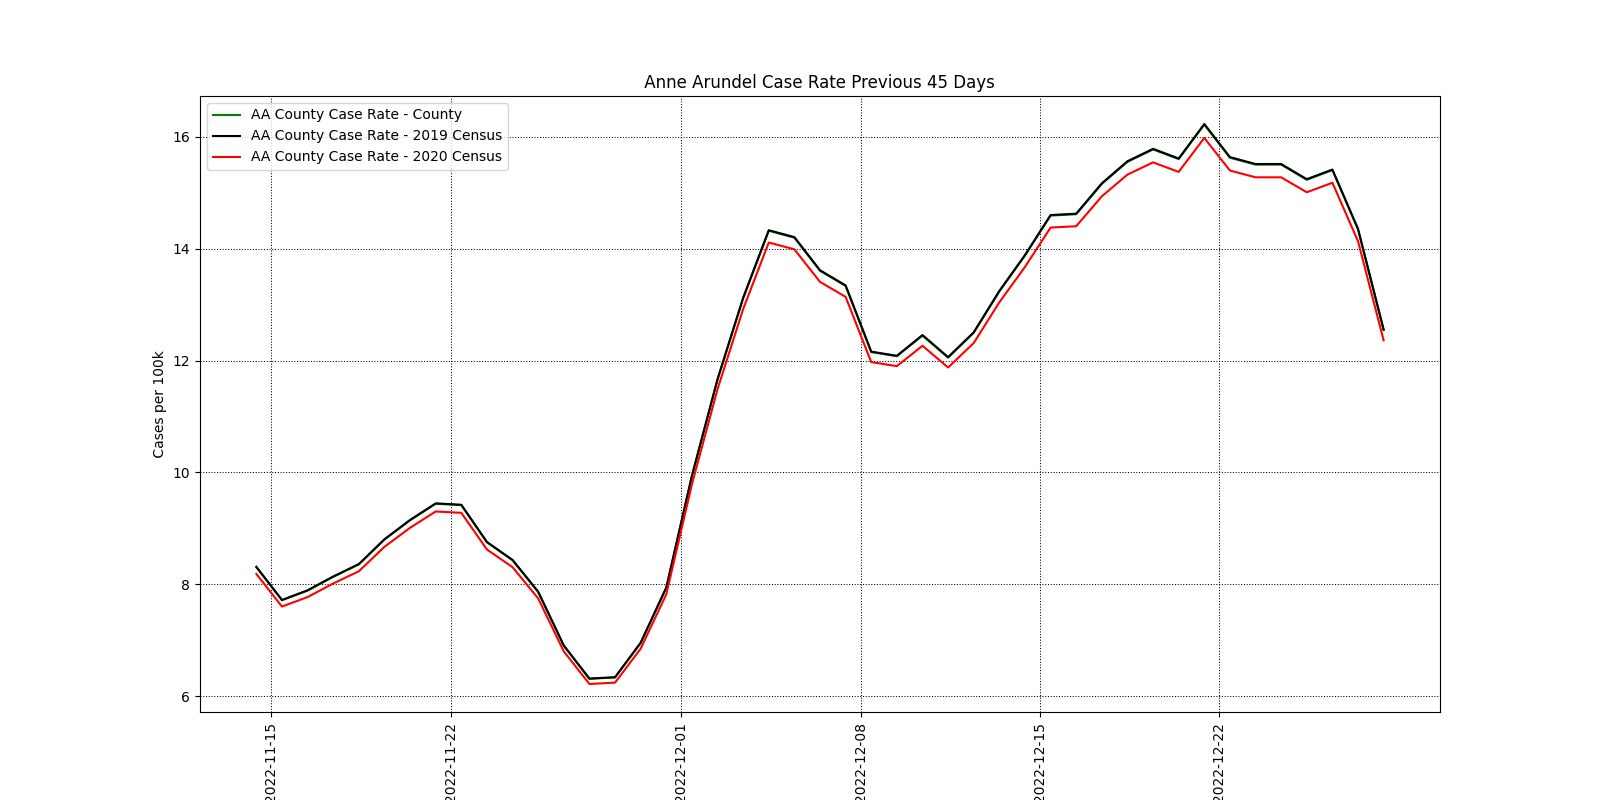 Anne Arundel Case Rate Previous 45 Days
AA County Case Rate - County
AA County Case Rate - 2019 Census
AA County Case Rate - 2020 Census
Cases per 100k
16
14
12
10
8
6
2022-11-15
2022-11-22
2022-12-01
2022-12-08
2022-12-15
2022-12-22